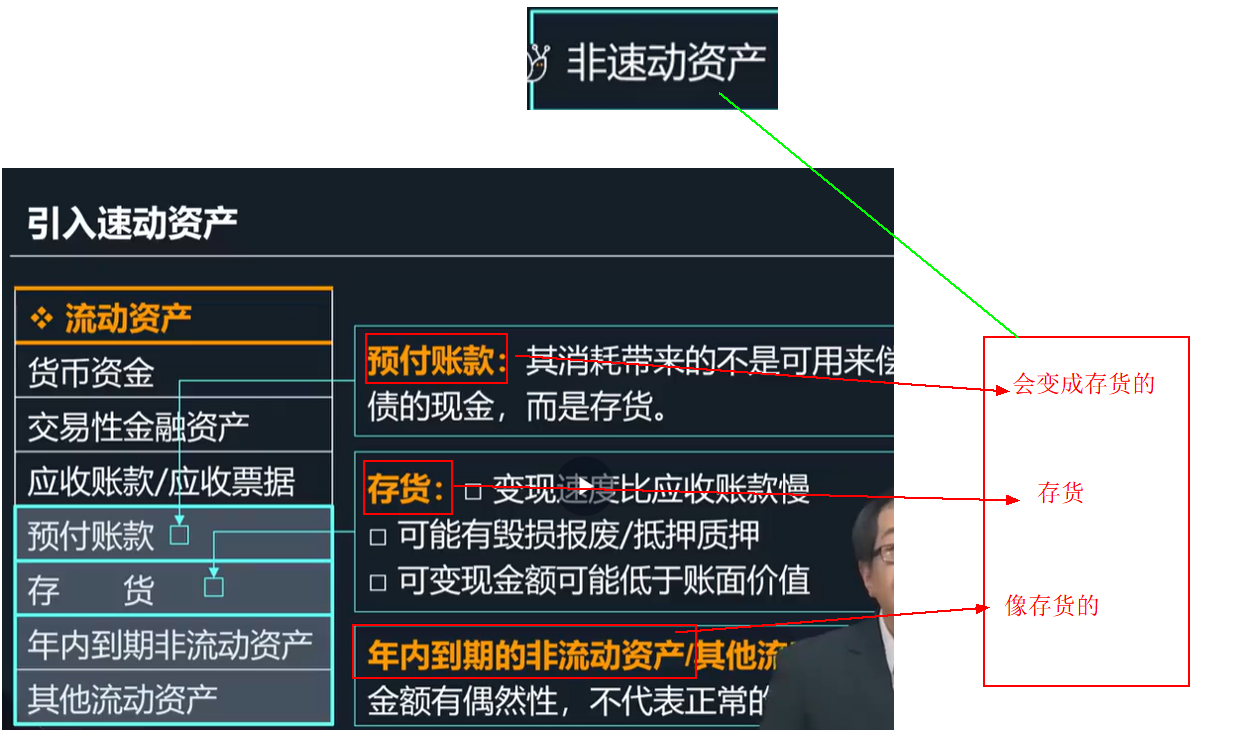 非速动资产
引入速动资产
❖ 流动资产
货币资金
交易性金融资产
应收账款/应收票据
预付账款 □
存 货 □
年内到期非流动资产
其他流动资产
预付账款：其消耗带来的不是可用来偿
债的现金，而是存货。
存货：□ 变现速度比应收账款慢
□ 可能有毁损报废/抵押质押
□ 可变现金额可能低于账面价值
年内到期的非流动资产/其他流
金额有偶然性，不代表正常的
会变成存货的
存货
像存货的